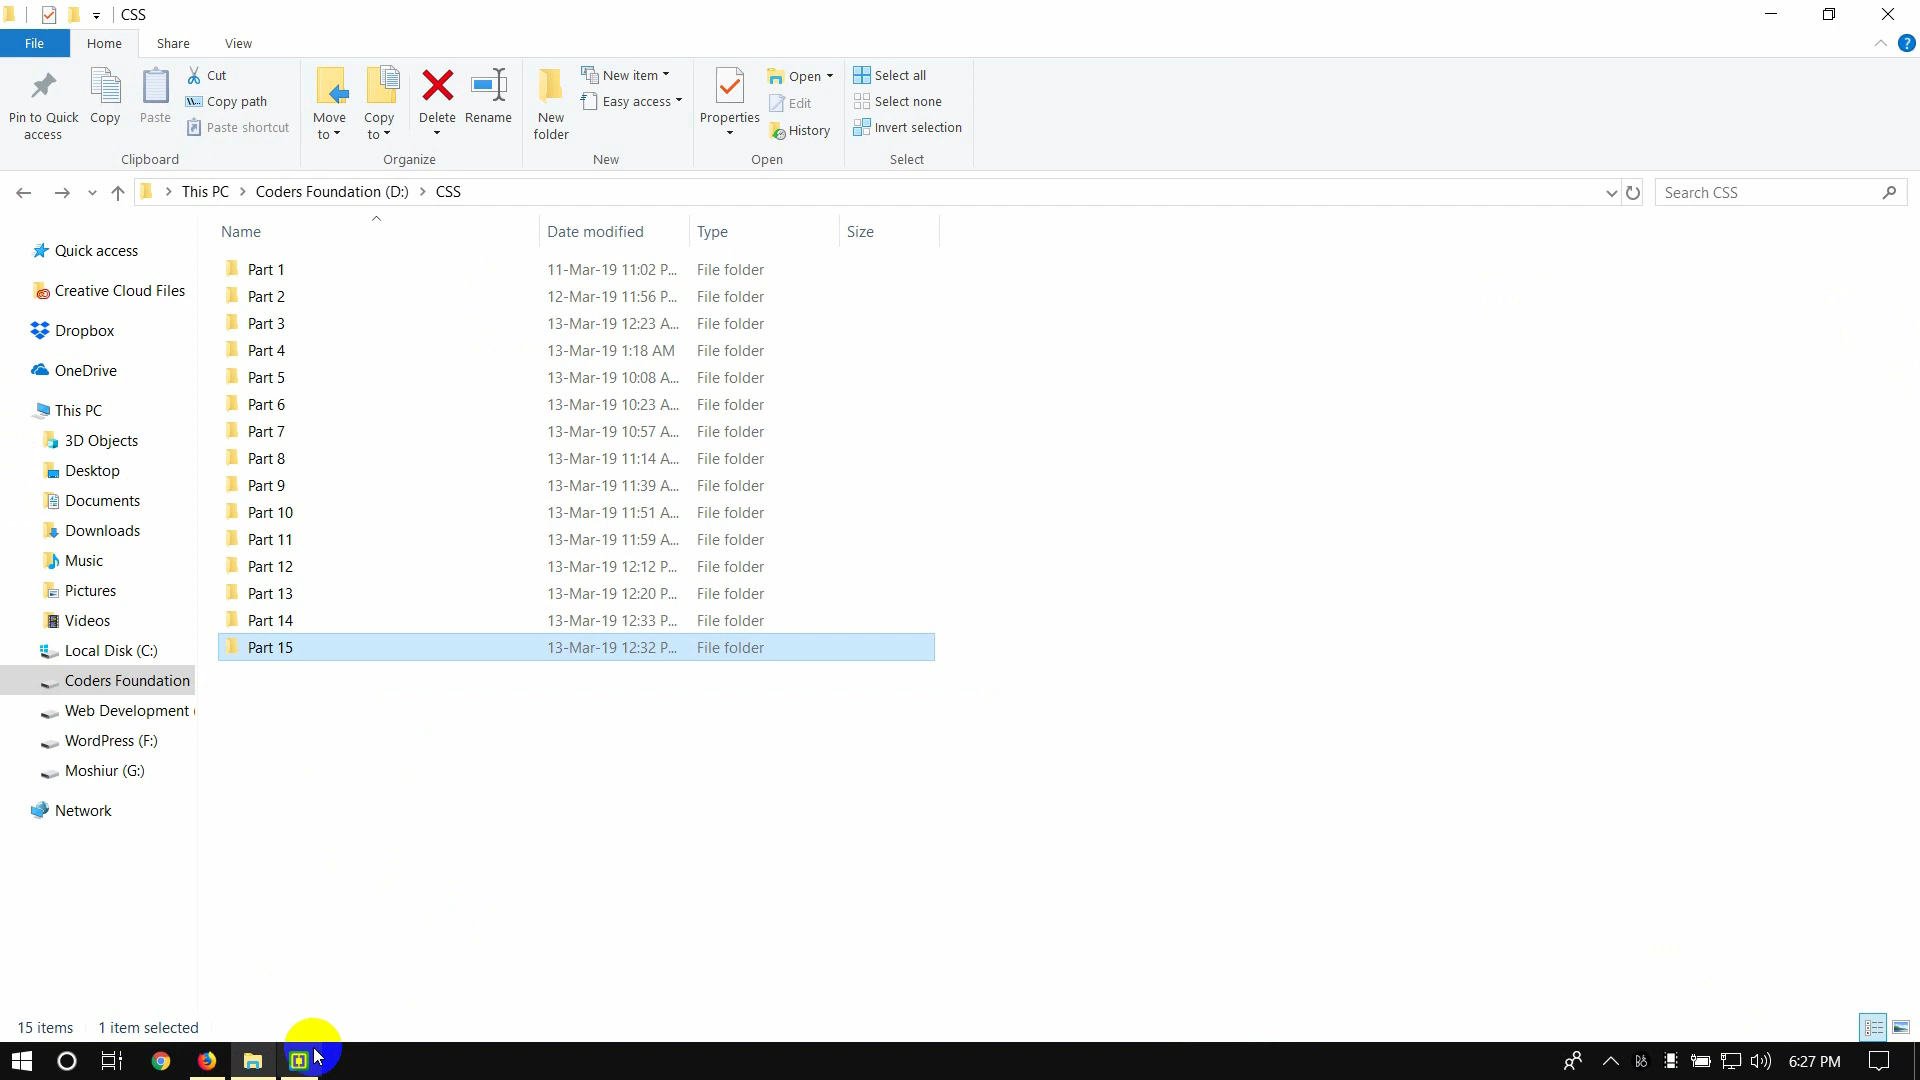 CSS
File Home Share View
Pin to Quick access
Copy
Paste
Cut
Copy path
Paste shortcut
Clipboard
Move to
Copy to
Delete
Rename
Organize
New folder
New item
Easy access
New
Properties
Open
Edit
History
Open
Select all
Select none
Invert selection
Select
This PC Coders Foundation (D:) CSS
Search CSS
Name Date modified Type Size
Quick access
Creative Cloud Files
Dropbox
OneDrive
This PC
3D Objects
Desktop
Documents
Downloads
Music
Pictures
Videos
Local Disk (C:)
Coders Foundation
Web Development (
WordPress (F:)
Moshiur (G:)
Network
Part 1 11-Mar-19 11:02 P... File folder
Part 2 12-Mar-19 11:56 P... File folder
Part 3 13-Mar-19 12:23 A... File folder
Part 4 13-Mar-19 1:18 AM File folder
Part 5 13-Mar-19 10:08 A... File folder
Part 6 13-Mar-19 10:23 A... File folder
Part 7 13-Mar-19 10:57 A... File folder
Part 8 13-Mar-19 11:14 A... File folder
Part 9 13-Mar-19 11:39 A... File folder
Part 10 13-Mar-19 11:51 A... File folder
Part 11 13-Mar-19 11:59 A... File folder
Part 12 13-Mar-19 12:12 P... File folder
Part 13 13-Mar-19 12:20 P... File folder
Part 14 13-Mar-19 12:33 P... File folder
Part 15 13-Mar-19 12:32 P... File folder
15 items 1 item selected
6:27 PM